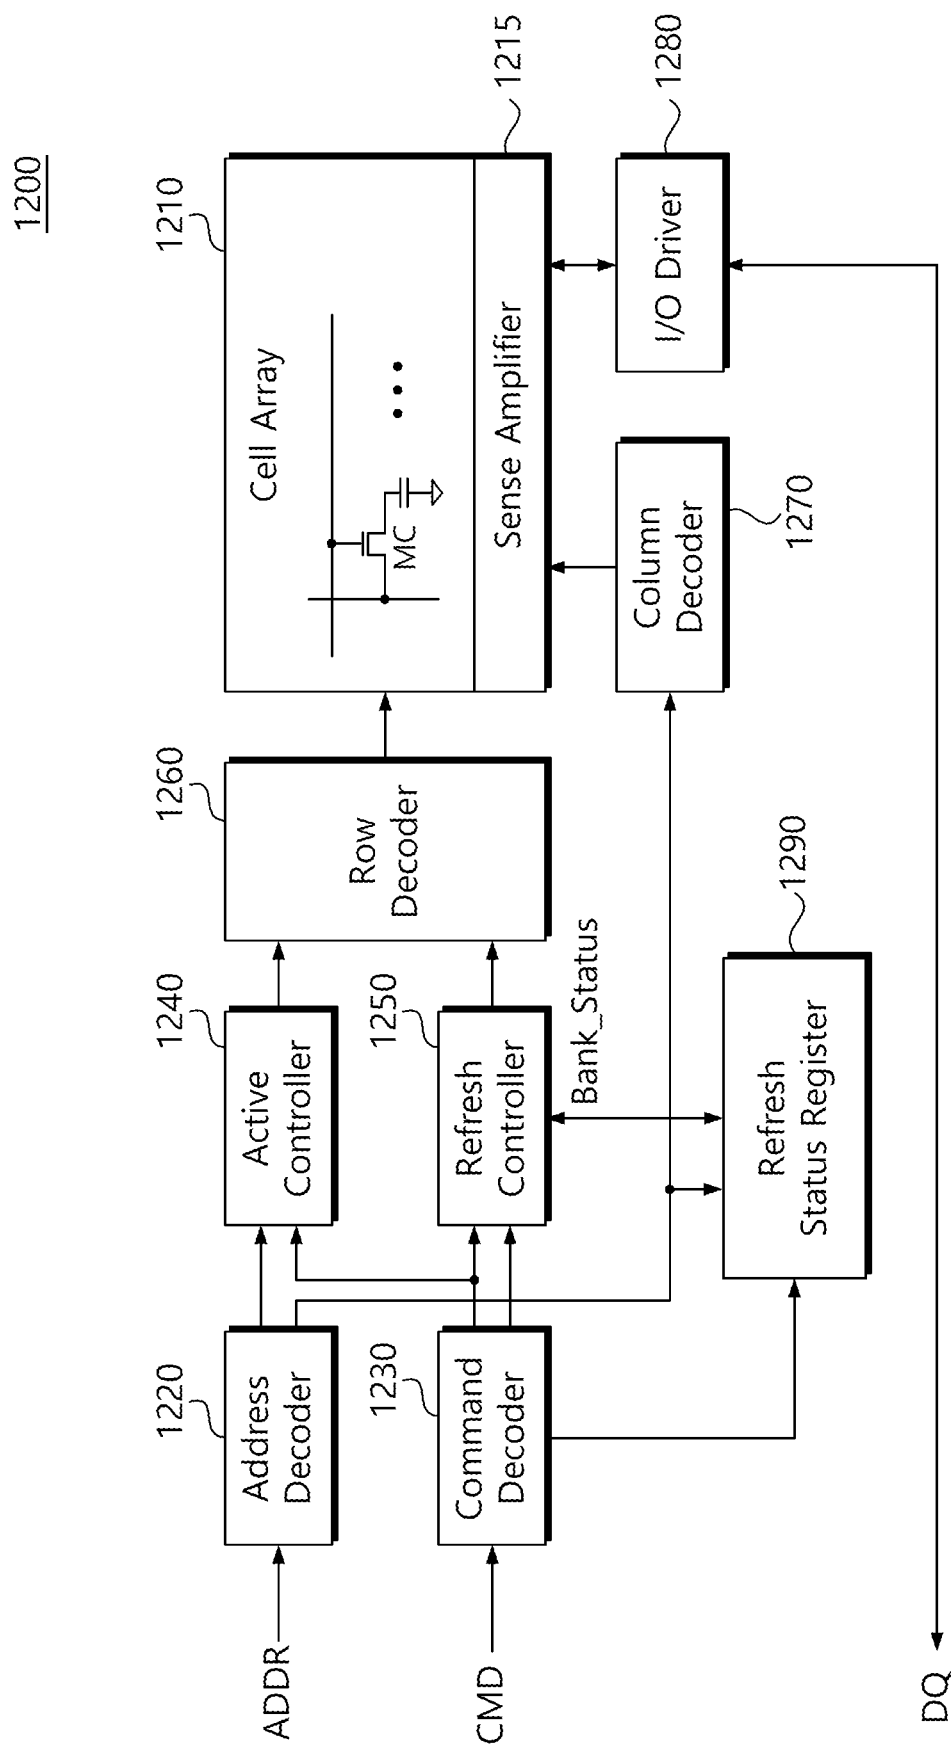 1200
1210
1215
Cell Array
MC
Sense Amplifier
1220
Address
Decoder
ADDR
1230
Command
Decoder
CMD
1240
Active
Controller
1250
Refresh
Controller
Bank_Status
1260
Row
Decoder
1270
Column
Decoder
1280
I/O Driver
1290
Refresh
Status Register
DQ